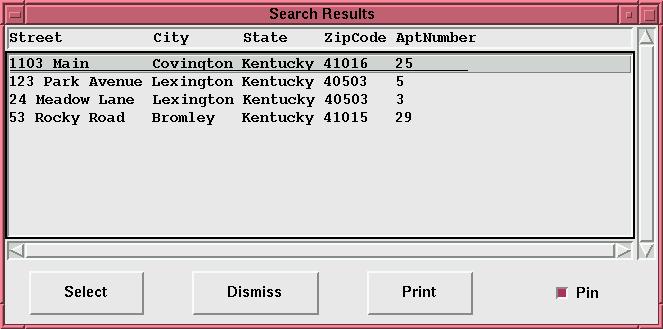 Search Results
Street City State ZipCode AptNumber
1103 Main Covington Kentucky 41016 25
123 Park Avenue Lexington Kentucky 40503 5
24 Meadow Lane Lexington Kentucky 40503 3
53 Rocky Road Bromley Kentucky 41015 29
Select Dismiss Print Pin